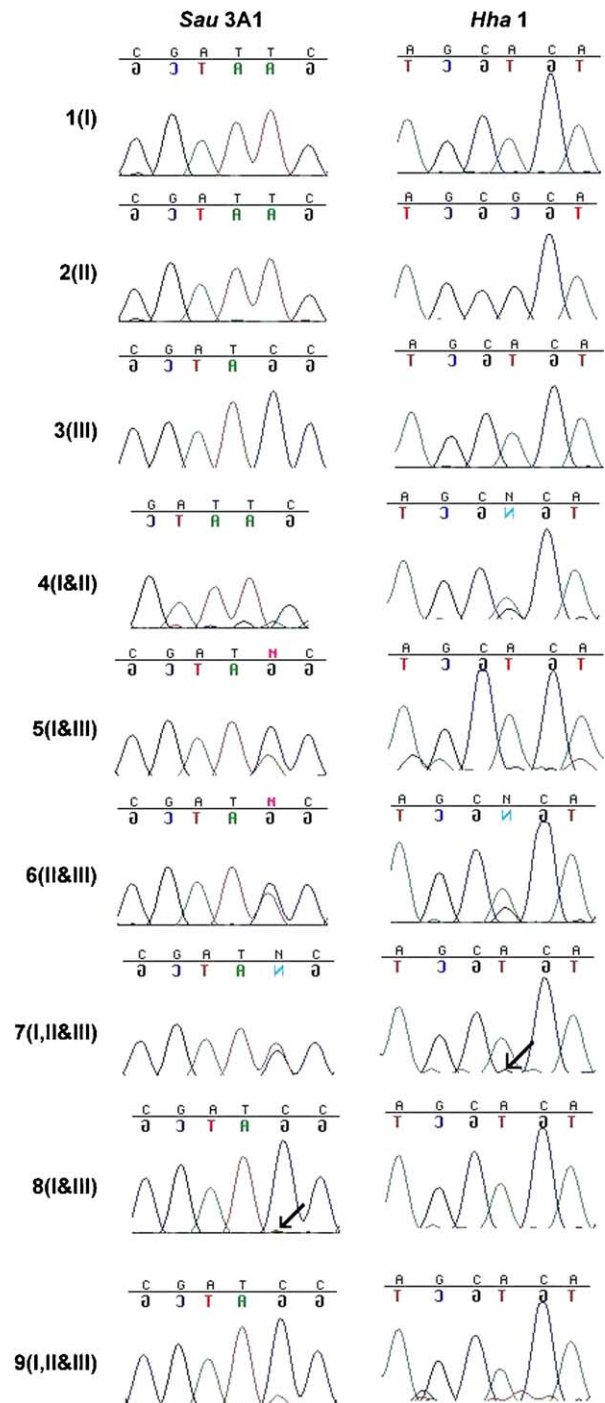 Sau 3A1 Hha 1
C G A T T C A G C A C A
G C T A A G T C G T G T
1(I)
C G A T T C A G C G C A
G C T A A G T C G C G T
2(II)
C G A T C C A G C A C A
G C T A G G T C G T G T
3(III)
G A T T C A G C N C A
C T A A G T C G N G T
4(I&II)
C G A T N C A G C A C A
G C T A G G T C G T G T
5(I&III)
C G A T N C A G C N C A
G C T A G G T C G N G T
6(II&III)
C G A T N C A G C A C A
G C T A N G T C G T G T
7(I,II&III)
C G A T C C A G C A C A
G C T A G G T C G T G T
8(I&III)
C G A T C C A G C A C A
G C T A G G T C G T G T
9(I,II&III)